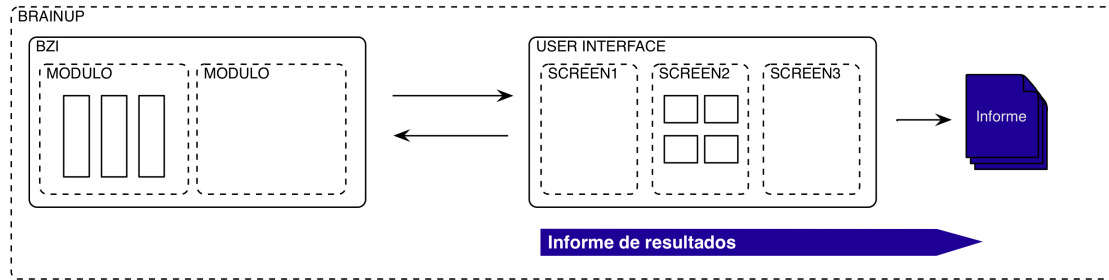 BRAINUP
BZI
MODULO
MODULO
USER INTERFACE
SCREEN1
SCREEN2
SCREEN3
Informe
Informe de resultados